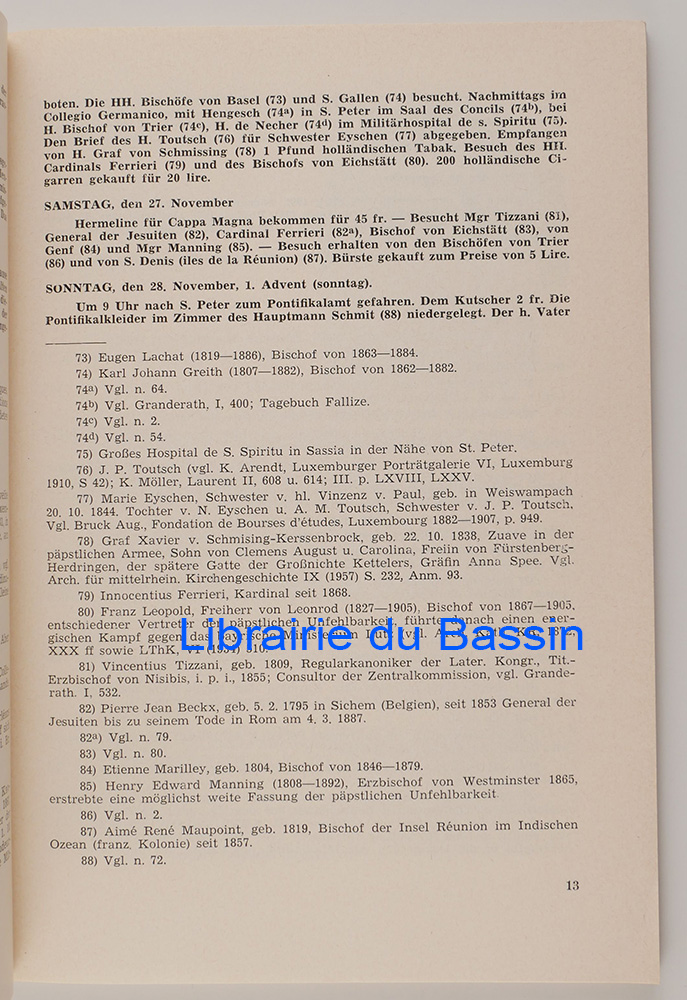 boten. Die HH. Bischöfe von Basel (73) und S. Gallen (74) besucht. Nachmittags im
Collegio Germanico, mit Hengesch (74a) in S. Peter im Saal des Concils (74b), bei
H. Bischof von Trier (74c), H. de Necher (74d) im Militärhospital de s. Spiritu (75).
Den Brief des H. Toutsch (76) für Schwester Eyschen (77) abgegeben. Empfangen
von H. Graf von Schmissing (78) 1 Pfund holländischen Tabak. Besuch des HH.
Cardinals Ferrieri (79) und des Bischofs von Eichstätt (80). 200 holländische Ci-
garren gekauft für 20 lire.
SAMSTAG, den 27. November
Hermeline für Cappa Magna bekommen für 45 fr. — Besucht Mgr Tizzani (81),
General der Jesuiten (82), Cardinal Ferrieri (82a), Bischof von Eichstätt (83), von
Genf (84) und Mgr Manning (85). — Besuch erhalten von den Bischöfen von Trier
(86) und von S. Denis (iles de la Réunion) (87). Bürste gekauft zum Preise von 5 Lire.
SONNTAG, den 28. November, 1. Advent (sonntag).
Um 9 Uhr nach S. Peter zum Pontifikalamt gefahren. Dem Kutscher 2 fr. Die
Pontifikalkleider im Zimmer des Hauptmann Schmit (88) niedergelegt. Der h. Vater
73) Eugen Lachat (1819—1886), Bischof von 1863—1884.
74) Karl Johann Greith (1807—1882), Bischof von 1862—1882.
74a) Vgl. n. 64.
74b) Vgl. Granderath, I, 400; Tagebuch Fallize.
74c) Vgl. n. 2.
74d) Vgl. n. 54.
75) Großes Hospital de S. Spiritu in Sassia in der Nähe von St. Peter.
76) J. P. Toutsch (vgl. K. Arendt, Luxemburger Porträtgalerie VI, Luxemburg
1910, S 42); K. Möller, Laurent II, 608 u. 614; III. p. LXVIII, LXXV.
77) Marie Eyschen, Schwester v. hl. Vinzenz v. Paul, geb. in Weiswampach
20. 10. 1844. Tochter v. N. Eyschen u. A. M. Toutsch, Schwester v. J. P. Toutsch.
Vgl. Bruck Aug., Fondation de Bourses d'études, Luxembourg 1882—1907, p. 949.
78) Graf Xavier v. Schmising-Kerssenbrock, geb. 22. 10. 1838, Zuave in der
päpstlichen Armee, Sohn von Clemens August u. Carolina, Freiin von Fürstenberg-
Herdringen, der spätere Gatte der Großnichte Kettelers, Gräfin Anna Spee. Vgl.
Arch. für mittelrhein. Kirchengeschichte IX (1957) S. 232, Anm. 93.
79) Innocentius Ferrieri, Kardinal seit 1868.
80) Franz Leopold, Freiherr von Leonrod (1827—1905), Bischof von 1867—1905,
entschiedener Vertreter der päpstlichen Unfehlbarkeit, führte danach einen ener-
gischen Kampf gegen das bayrische Ministerium Lutz (vgl.
XXX ff sowie LThK, VI
Librairie du Bassin
81) Vincentius Tizzani, geb. 1809, Regularkanoniker der Later. Kongr., Tit.-
Erzbischof von Nisibis, i. p. i., 1855; Consultor der Zentralkommission, vgl. Grande-
rath. I, 532.
82) Pierre Jean Beckx, geb. 5. 2. 1795 in Sichem (Belgien), seit 1853 General der
Jesuiten bis zu seinem Tode in Rom am 4. 3. 1887.
82a) Vgl. n. 79.
83) Vgl. n. 80.
84) Etienne Marilley, geb. 1804, Bischof von 1846—1879.
85) Henry Edward Manning (1808—1892), Erzbischof von Westminster 1865,
erstrebte eine möglichst weite Fassung der päpstlichen Unfehlbarkeit.
86) Vgl. n. 2.
87) Aimé René Maupoint, geb. 1819, Bischof der Insel Réunion im Indischen
Ozean (franz. Kolonie) seit 1857.
88) Vgl. n. 72.
13